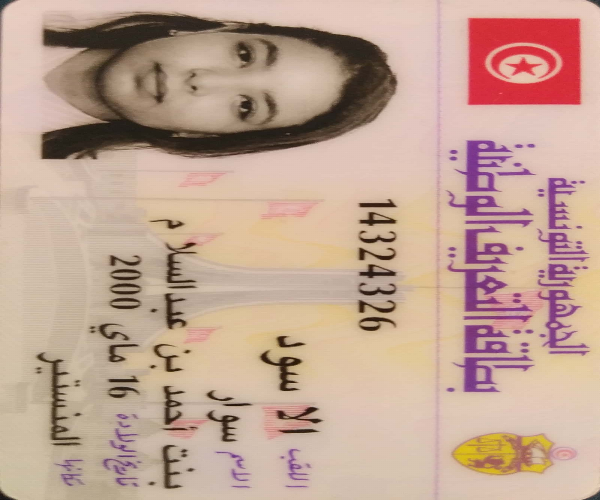 الجمهورية التونسية
بطاقة التعريف الوطنية
14324326
اللقب الاسود
الاسم سوار
بنت أحمد بن عبد السلام
تاريخ الولادة 16 ماي 2000
مكانها المنستير